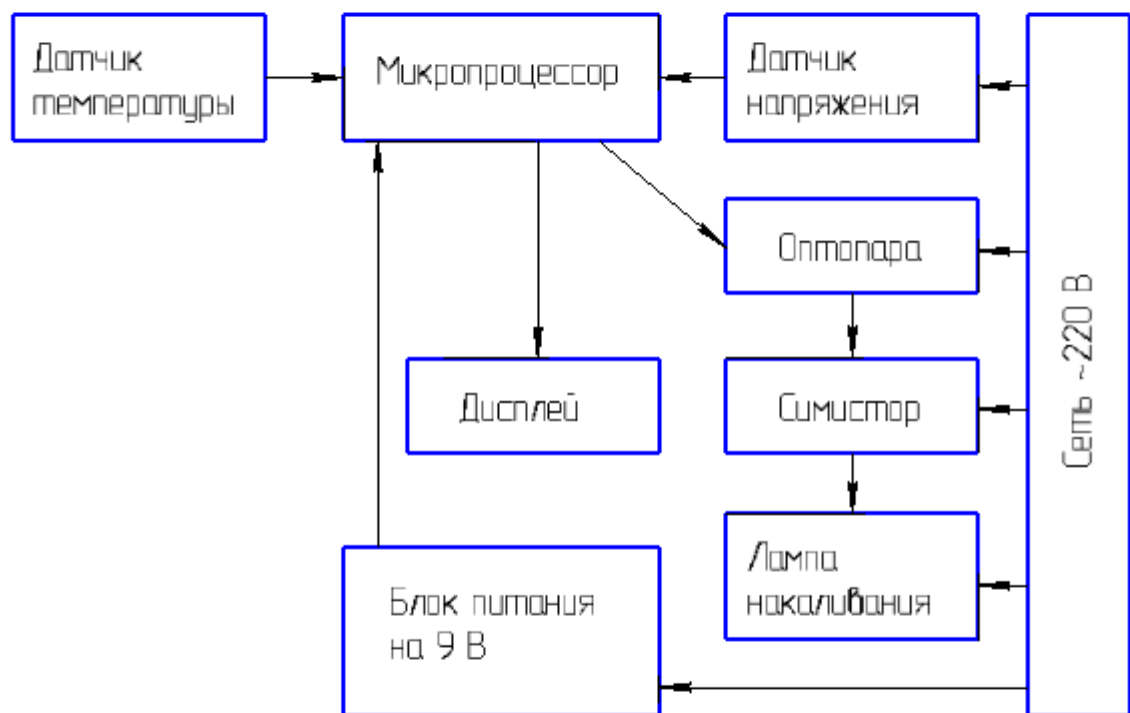 Датчик
температуры
Микропроцессор
Датчик
напряжения
Оптопара
Дисплей
Симистор
Лампа
накаливания
Блок питания
на 9 В
Сеть ~220 В